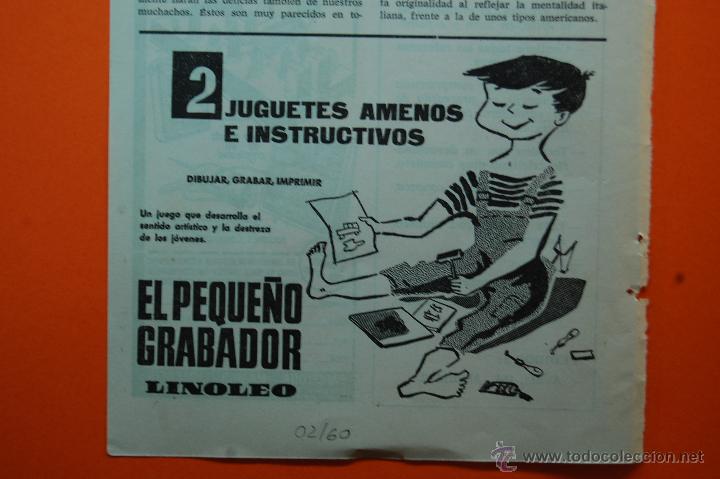 mente harán las delicias también de nuestros
muchachos. Éstos son muy parecidos en to-
ta originalidad al reflejar la mentalidad ita-
liana, frente a la de unos tipos americanos.
2 JUGUETES AMENOS
E INSTRUCTIVOS
DIBUJAR, GRABAR, IMPRIMIR
Un juego que desarrolla el
sentido artístico y la destreza
de los jóvenes.
EL PEQUEÑO
GRABADOR
LINOLEO
02/60
www.todocoleccion.net